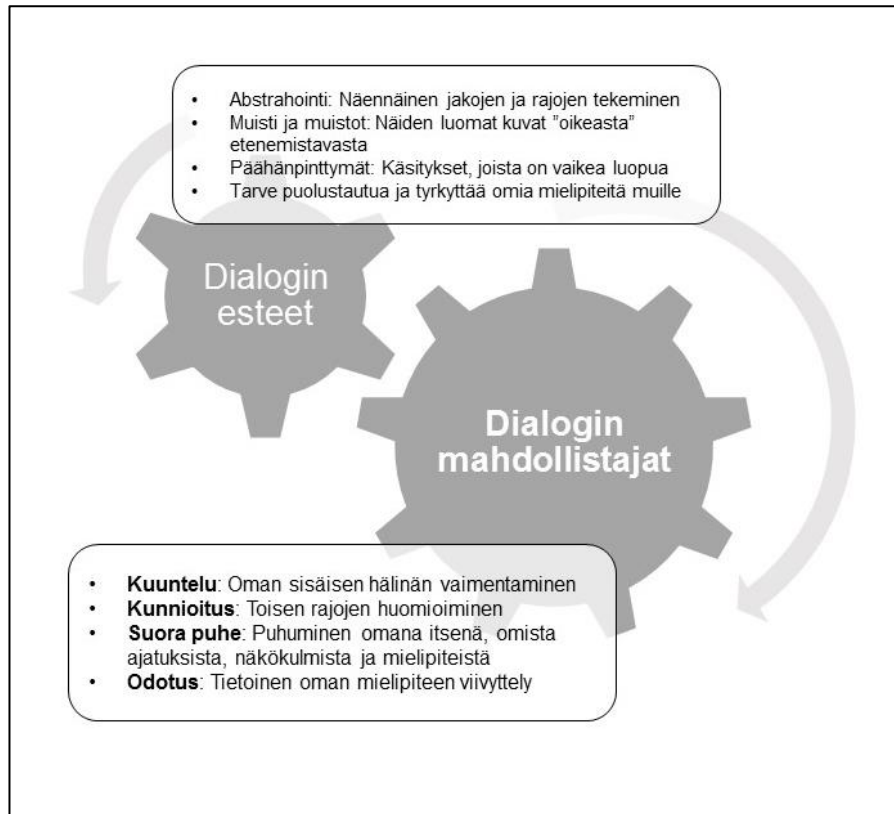 • Abstrahointi: Näennäinen jakojen ja rajojen tekeminen
• Muisti ja muistot: Näiden luomat kuvat ”oikeasta”
etenemistavasta
• Päähänpinttymät: Käsitykset, joista on vaikea luopua
• Tarve puolustautua ja tyrkyttää omia mielipiteitä muille
Dialogin
esteet
Dialogin
mahdollistajat
• Kuuntelu: Oman sisäisen hälinän vaimentaminen
• Kunnioitus: Toisen rajojen huomioiminen
• Suora puhe: Puhuminen omana itsenä, omista
ajatuksista, näkökulmista ja mielipiteistä
• Odotus: Tietoinen oman mielipiteen viivyttely